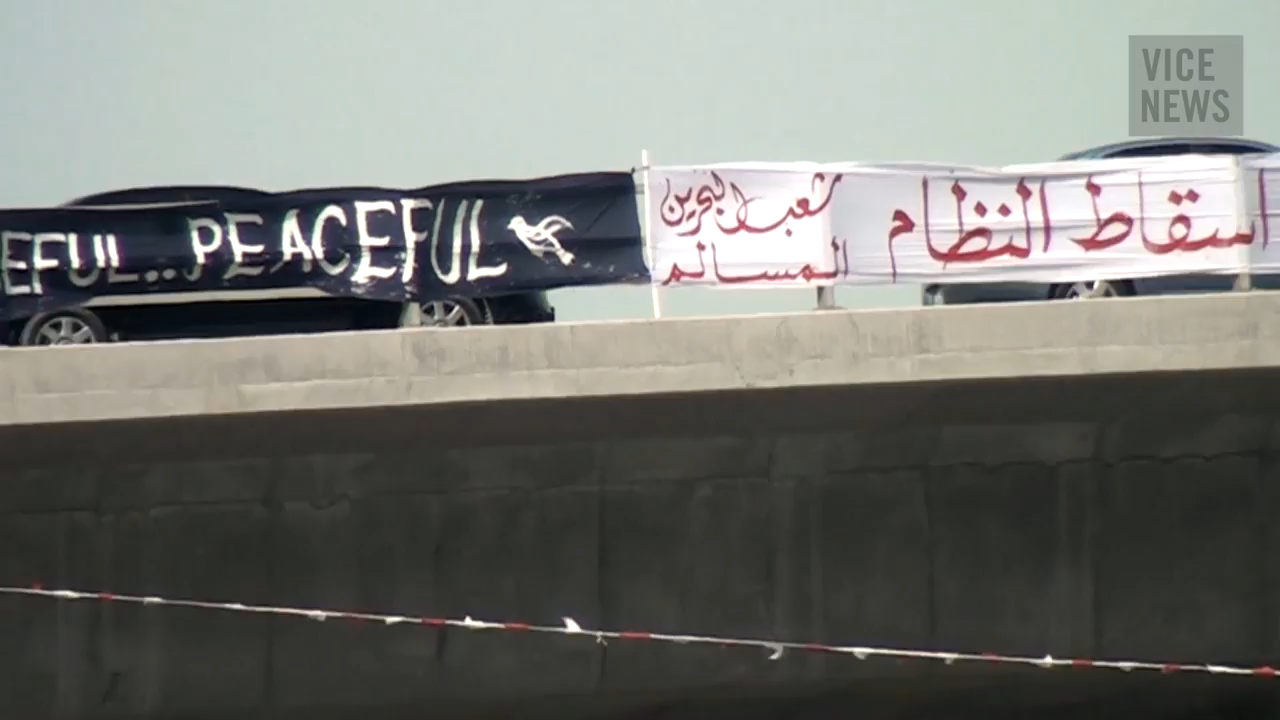 VICE
NEWS
EFUL.. PEACEFUL
اسقاط النظام
شعب البحرين
المسالم